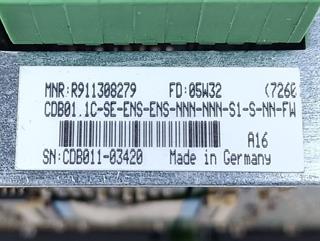 MNR:R911308279 FD:05W32 (7260
CDB01.1C-SE-ENS-ENS-NNN-NNN-S1-S-NN-FW
A16
SN:CDB011-03420 Made in Germany